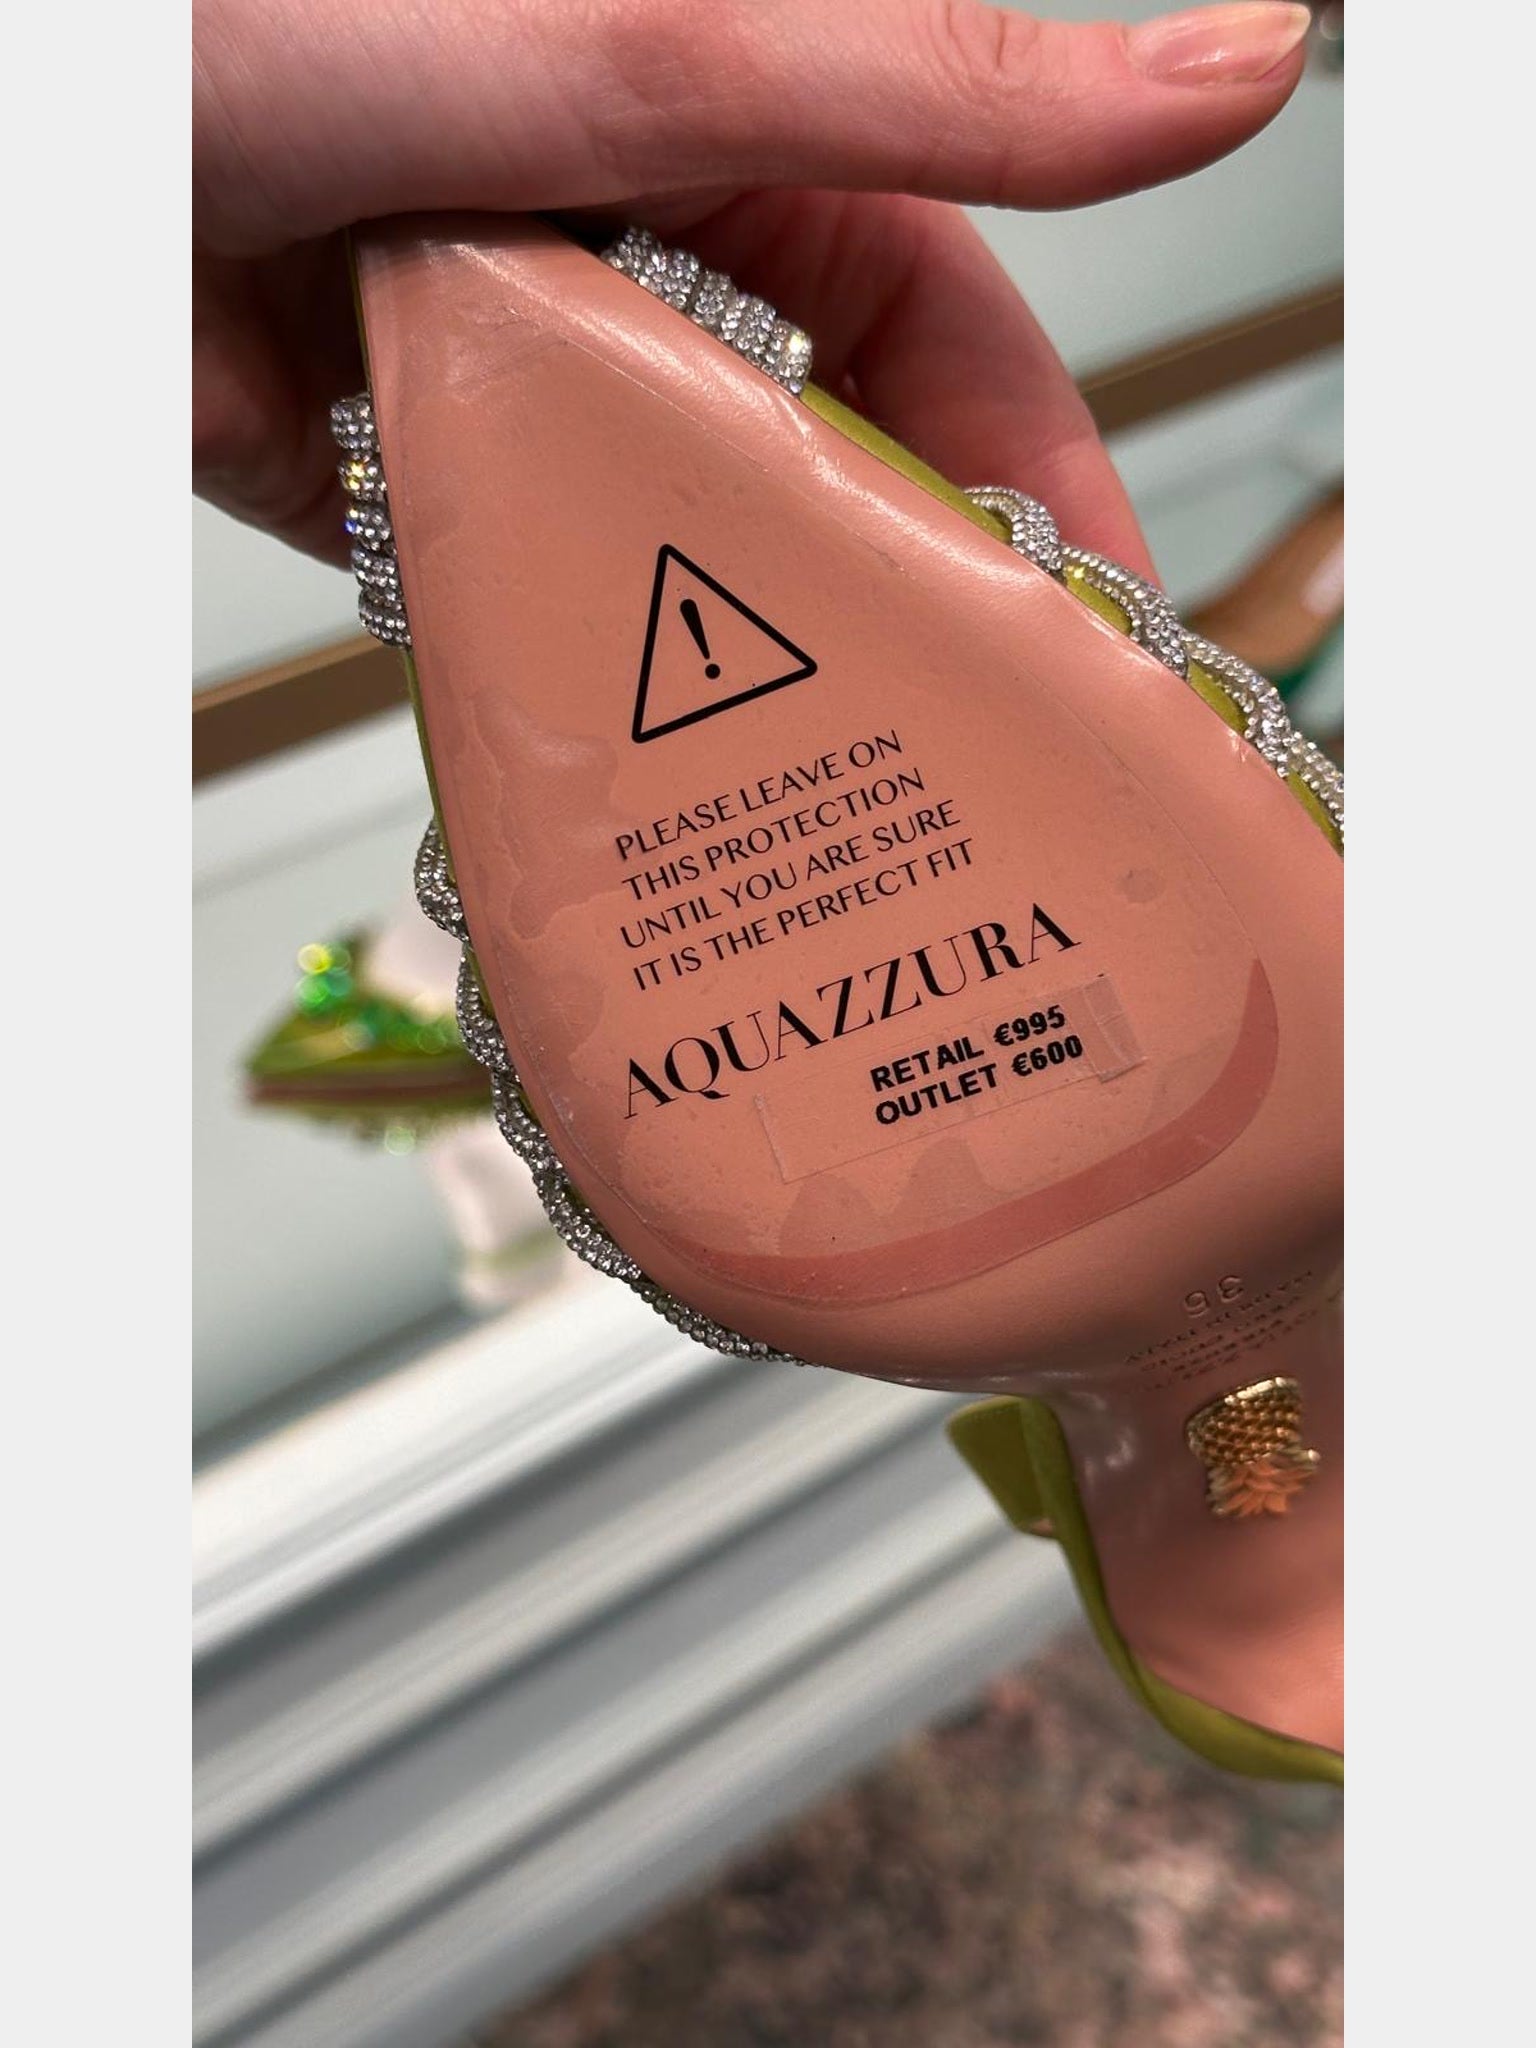 !
PLEASE LEAVE ON
THIS PROTECTION
UNTIL YOU ARE SURE
IT IS THE PERFECT FIT
AQUAZZURA
RETAIL €995
OUTLET €600
36